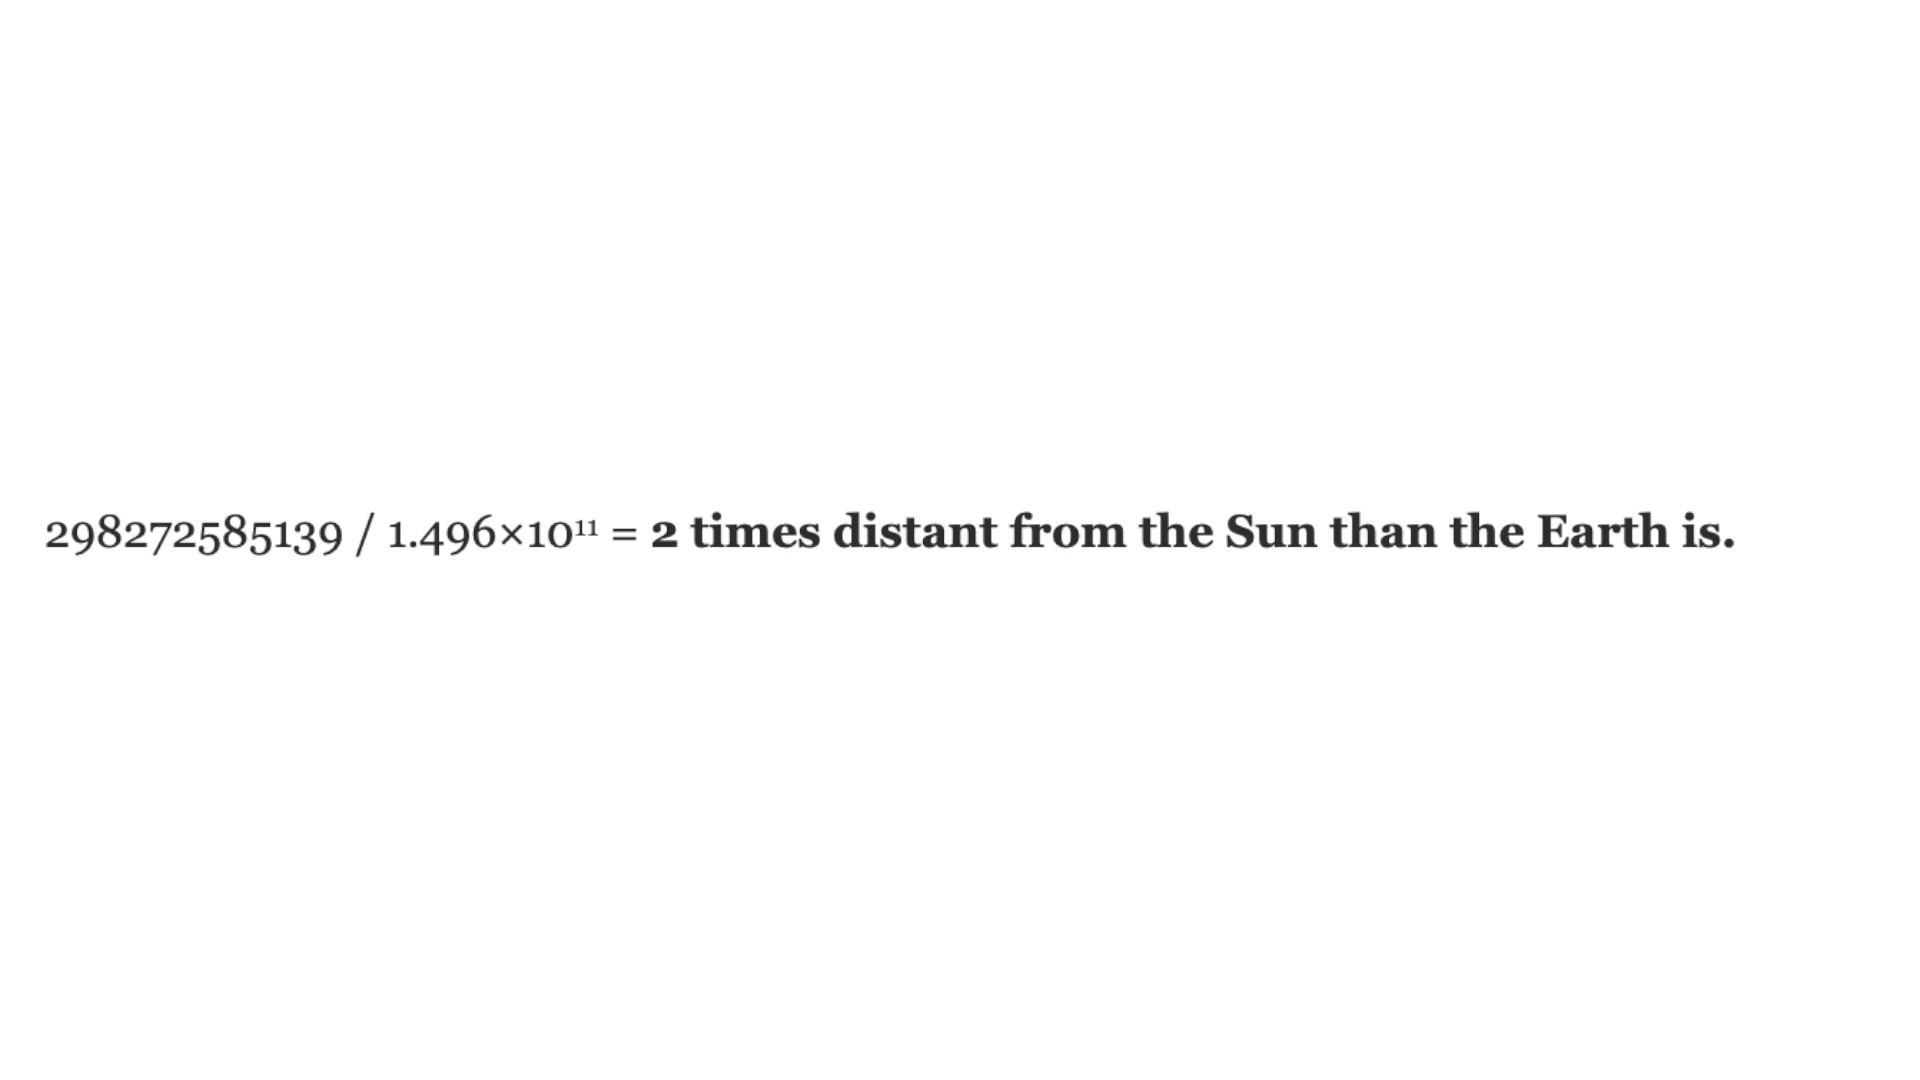 298272585139 / 1.496×10¹¹ = 2 times distant from the Sun than the Earth is.